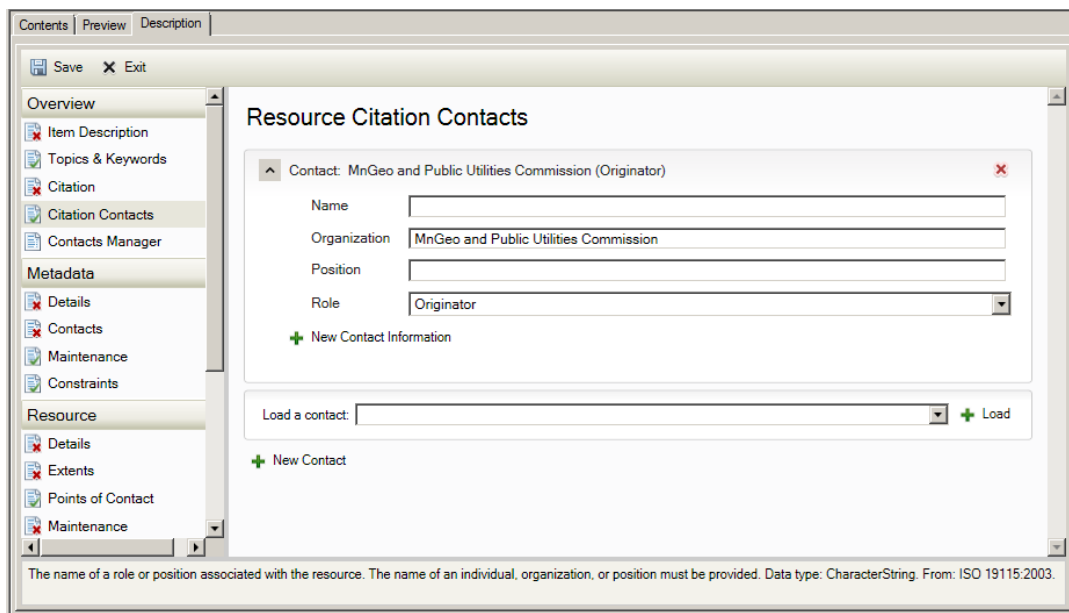 Contents Preview Description
Save Exit
Overview
Item Description
Topics & Keywords
Citation
Citation Contacts
Contacts Manager
Metadata
Details
Contacts
Maintenance
Constraints
Resource
Details
Extents
Points of Contact
Maintenance
Resource Citation Contacts
Contact: MnGeo and Public Utilities Commission (Originator)
Name
Organization MnGeo and Public Utilities Commission
Position
Role Originator
New Contact Information
Load a contact: Load
New Contact
The name of a role or position associated with the resource. The name of an individual, organization, or position must be provided. Data type: CharacterString. From: ISO 19115:2003.